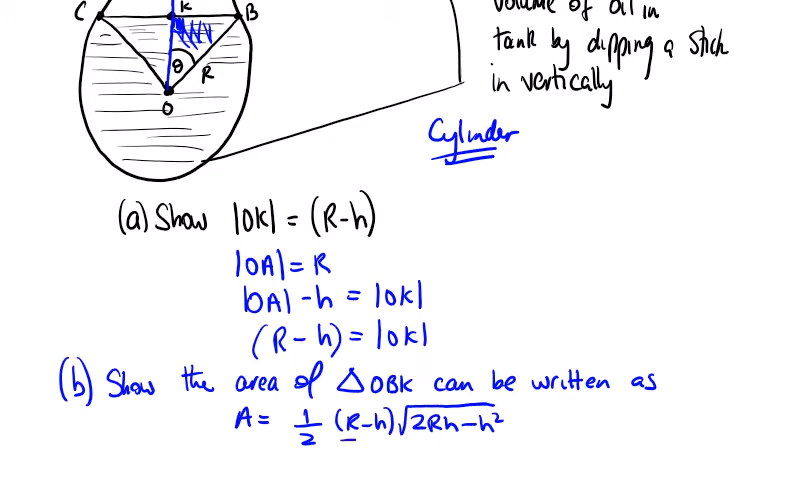 C K B
θ R
O
volume of oil in
tank by dipping a stick
in vertically
Cylinder
(a) Show |OK| = (R-h)
|OA| = R
|OA| - h = |OK|
(R - h) = |OK|
(b) Show the area of △OBK can be written as
A = 1/2 (R-h)√2Rh-h²